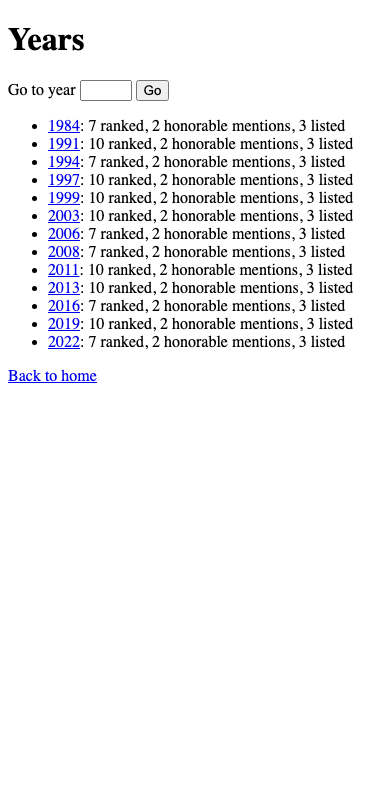 Years
Go to year Go
1984: 7 ranked, 2 honorable mentions, 3 listed
1991: 10 ranked, 2 honorable mentions, 3 listed
1994: 7 ranked, 2 honorable mentions, 3 listed
1997: 10 ranked, 2 honorable mentions, 3 listed
1999: 10 ranked, 2 honorable mentions, 3 listed
2003: 10 ranked, 2 honorable mentions, 3 listed
2006: 7 ranked, 2 honorable mentions, 3 listed
2008: 7 ranked, 2 honorable mentions, 3 listed
2011: 10 ranked, 2 honorable mentions, 3 listed
2013: 10 ranked, 2 honorable mentions, 3 listed
2016: 7 ranked, 2 honorable mentions, 3 listed
2019: 10 ranked, 2 honorable mentions, 3 listed
2022: 7 ranked, 2 honorable mentions, 3 listed
Back to home